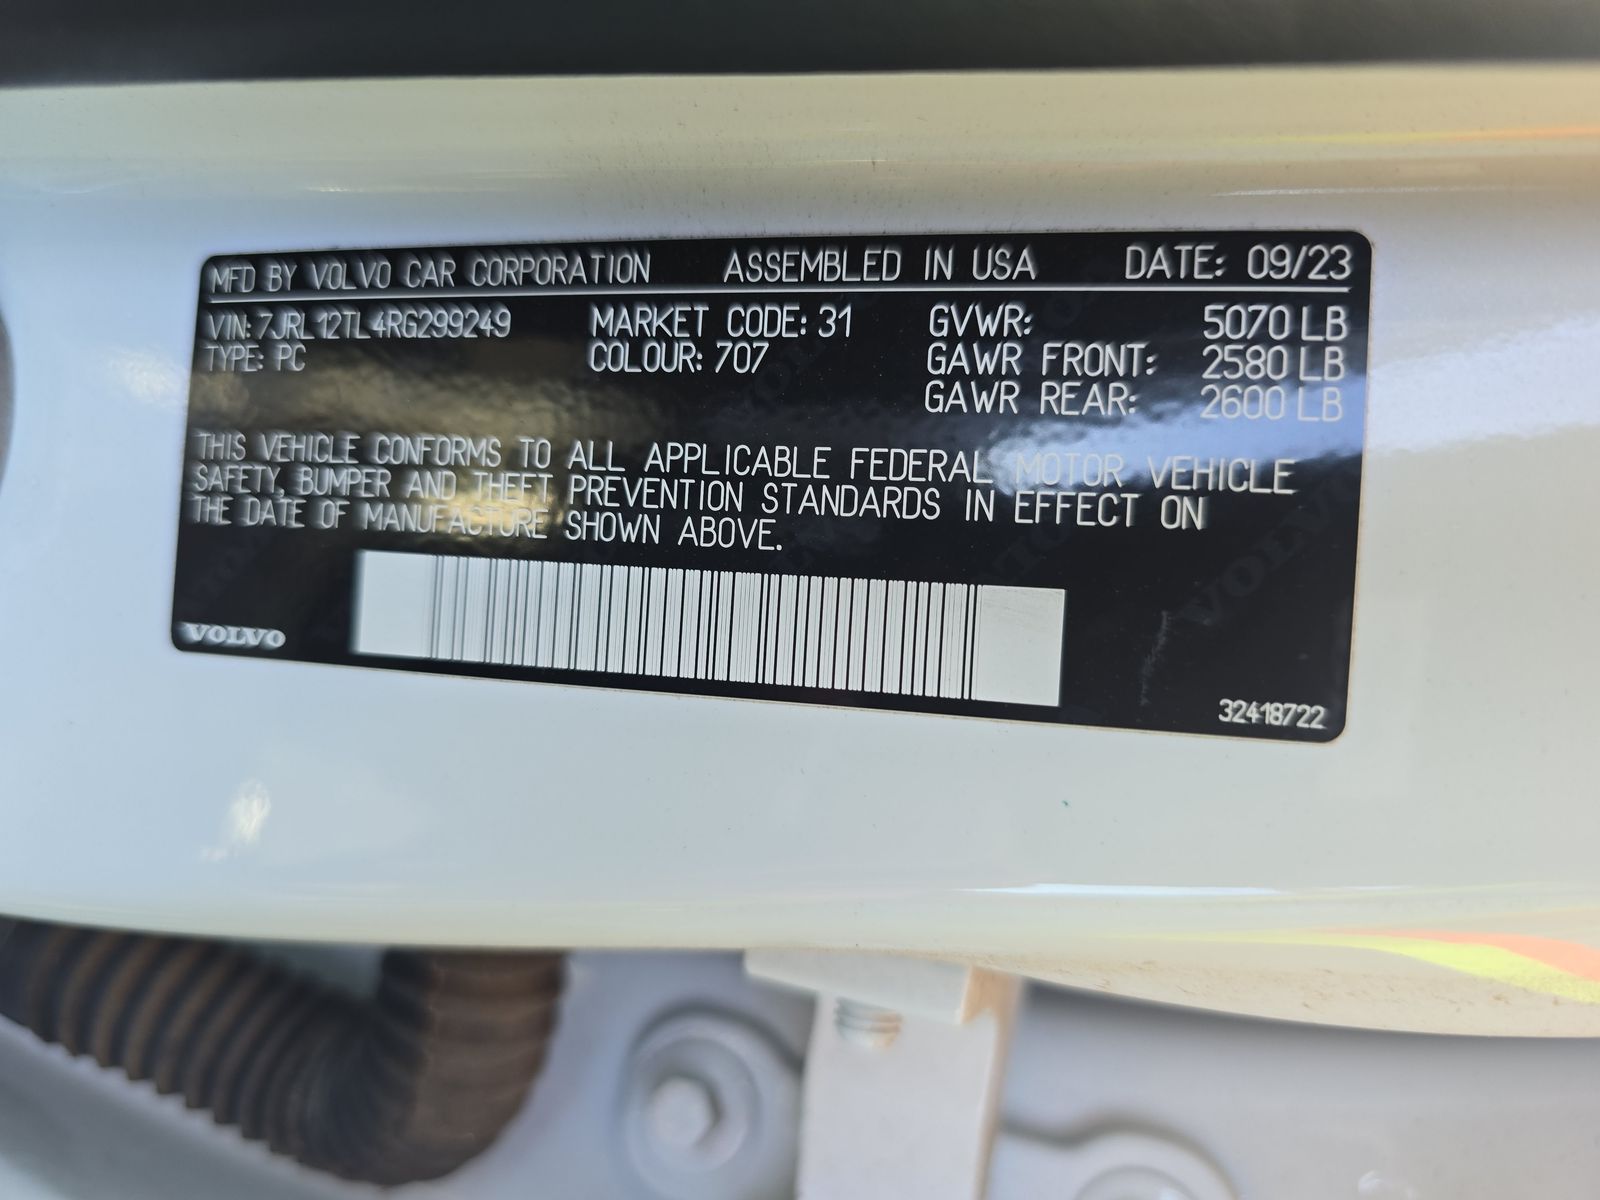 MFD BY VOLVO CAR CORPORATION ASSEMBLED IN USA DATE: 09/23
VIN: 7JRL12TL4RG299249 MARKET CODE: 31 GVWR: 5070 LB
TYPE: PC COLOUR: 707 GAWR FRONT: 2580 LB
GAWR REAR: 2600 LB
THIS VEHICLE CONFORMS TO ALL APPLICABLE FEDERAL MOTOR VEHICLE
SAFETY, BUMPER AND THEFT PREVENTION STANDARDS IN EFFECT ON
THE DATE OF MANUFACTURE SHOWN ABOVE.
VOLVO
32418722